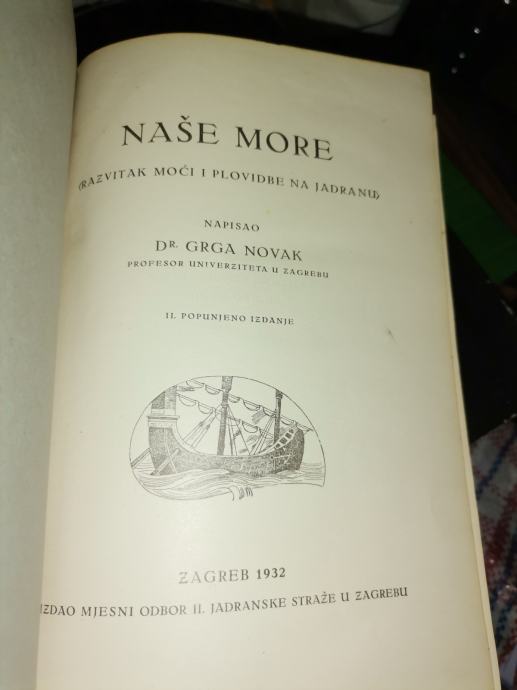 NAŠE MORE
(RAZVITAK MOĆI I PLOVIDBE NA JADRANU)
NAPISAO
DR. GRGA NOVAK
PROFESOR UNIVERZITETA U ZAGREBU
II. POPUNJENO IZDANJE
ZAGREB 1932
IZDAO MJESNI ODBOR II. JADRANSKE STRAŽE U ZAGREBU